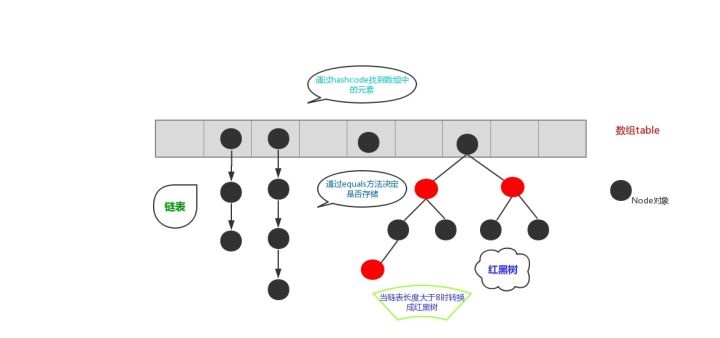 通过hashcode找到数组中
的元素
数组table
通过equals方法决定
是否存储
链表
Node对象
红黑树
当链表长度大于8时转换
成红黑树